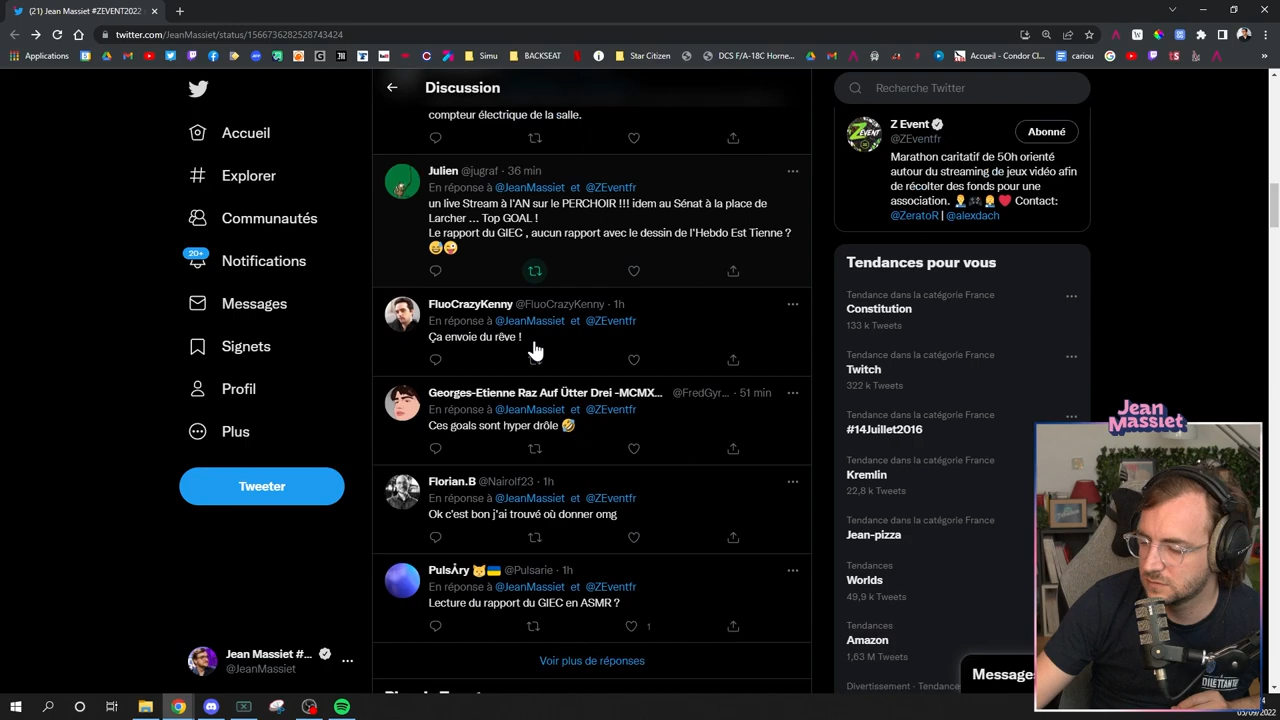 (21) Jean Massiet #ZEVENT2022
twitter.com/JeanMassiet/status/1566736282528743424
Applications
Simu
BACKSEAT
Star Citizen
DCS F/A-18C Horne...
Accueil - Condor Cl...
cariou
Accueil
Explorer
Communautés
20+
Notifications
Messages
Signets
Profil
Plus
Tweeter
Jean Massiet #...
@JeanMassiet
Discussion
compteur électrique de la salle.
Julien @jugraf · 36 min
En réponse à @JeanMassiet et @ZEventfr
un live Stream à l'AN sur le PERCHOIR !!! idem au Sénat à la place de
Larcher ... Top GOAL !
Le rapport du GIEC , aucun rapport avec le dessin de l'Hebdo Est Tienne ?
😅😜
FluoCrazyKenny @FluoCrazyKenny · 1h
En réponse à @JeanMassiet et @ZEventfr
Ça envoie du rêve !
Georges-Etienne Raz Auf Ütter Drei -MCMX... @FredGyr... · 51 min
En réponse à @JeanMassiet et @ZEventfr
Ces goals sont hyper drôle 🤣
Florian.B @Nairolf23 · 1h
En réponse à @JeanMassiet et @ZEventfr
Ok c'est bon j'ai trouvé où donner omg
PulsÂry 😼🇺🇦 @Pulsarie · 1h
En réponse à @JeanMassiet et @ZEventfr
Lecture du rapport du GIEC en ASMR ?
1
Voir plus de réponses
Recherche Twitter
Z Event
@ZEventfr
Abonné
Marathon caritatif de 50h orienté
autour du streaming de jeux vidéo afin
de récolter des fonds pour une
association. Contact:
@ZeratoR | @alexdach
Tendances pour vous
Tendance dans la catégorie France
Constitution
133 k Tweets
Tendance dans la catégorie France
Twitch
322 k Tweets
Tendance dans la catégorie France
#14Juillet2016
Tendance dans la catégorie France
Kremlin
22,8 k Tweets
Tendance dans la catégorie France
Jean-pizza
Tendances
Worlds
49,9 k Tweets
Tendances
Amazon
1,63 M Tweets
Divertissement · Tendance
Messages
Jean
Massiet
DILETTANTE
05/09/2022